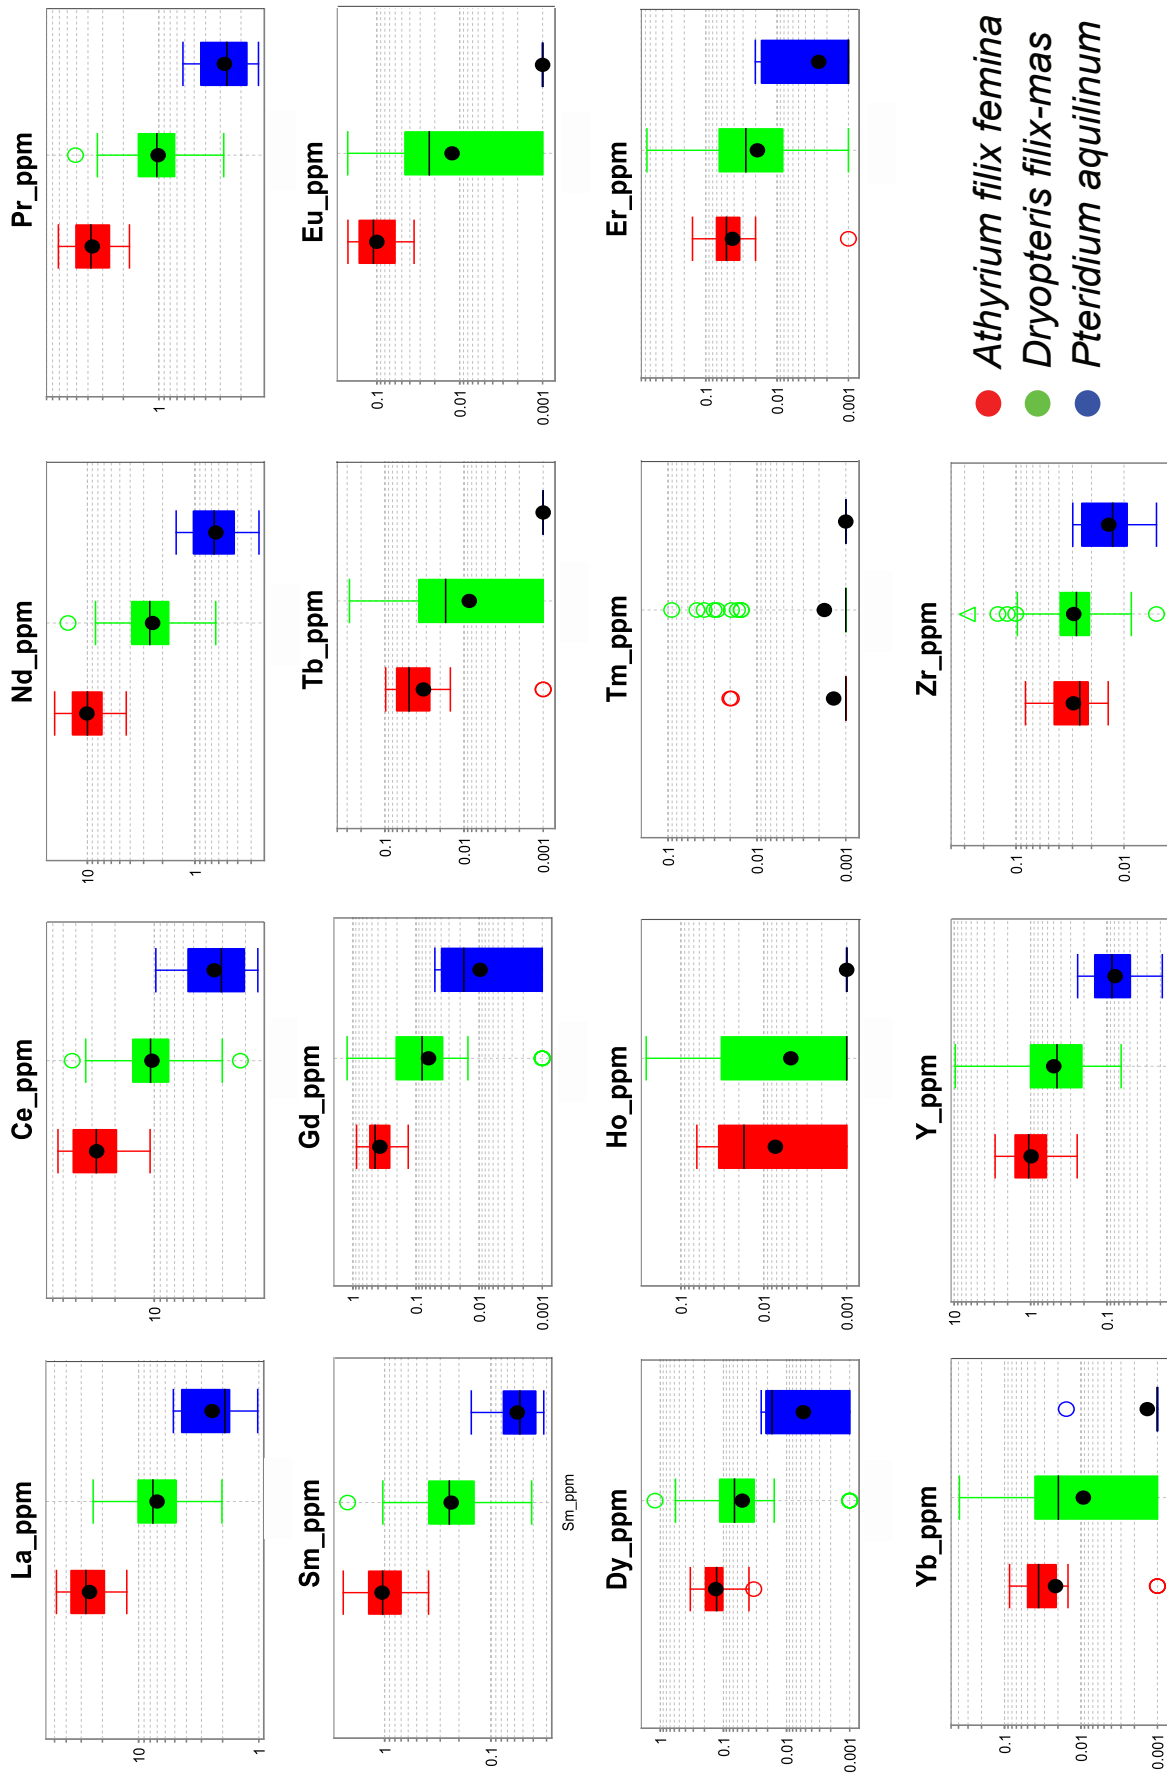 La_ppm
10
1
Ce_ppm
10
Nd_ppm
10
1
Pr_ppm
1
Sm_ppm
1
0.1
Sm_ppm
Gd_ppm
1
0.1
0.01
0.001
Tb_ppm
0.1
0.01
0.001
Eu_ppm
0.1
0.01
0.001
Dy_ppm
1
0.1
0.01
0.001
Ho_ppm
0.1
0.01
0.001
Tm_ppm
0.1
0.01
0.001
Er_ppm
0.1
0.01
0.001
Yb_ppm
0.1
0.01
0.001
Y_ppm
10
1
0.1
Zr_ppm
0.1
0.01
Athyrium filix femina
Dryopteris filix-mas
Pteridium aquilinum